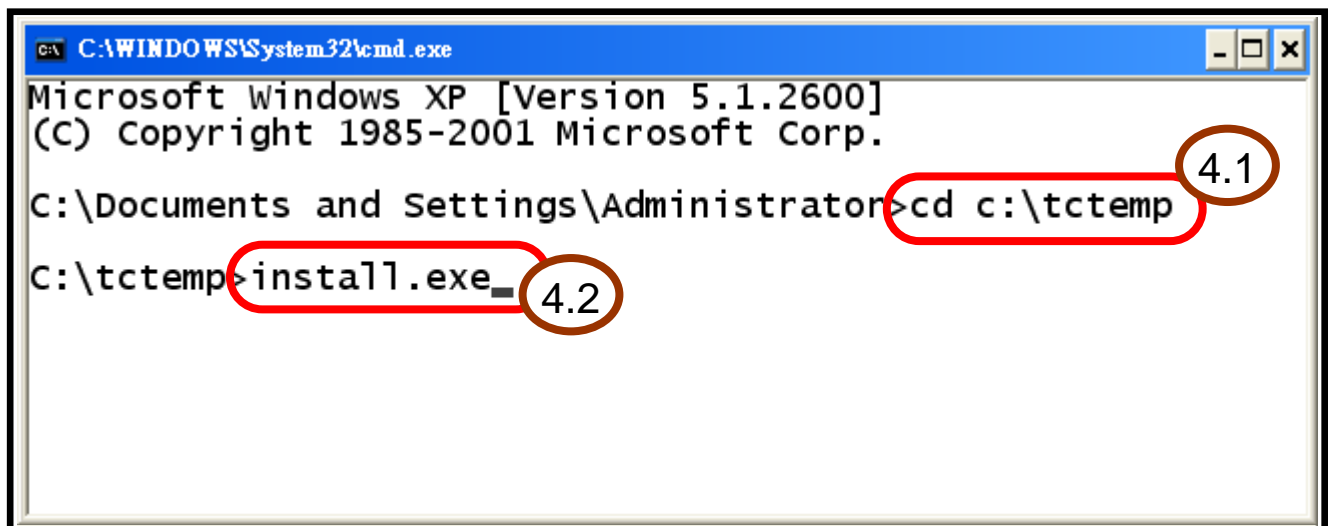 C:\WINDOWS\System32\cmd.exe
Microsoft Windows XP [Version 5.1.2600]
(C) Copyright 1985-2001 Microsoft Corp.
4.1
C:\Documents and Settings\Administrator>cd c:\tctemp
C:\tctemp>install.exe_
4.2